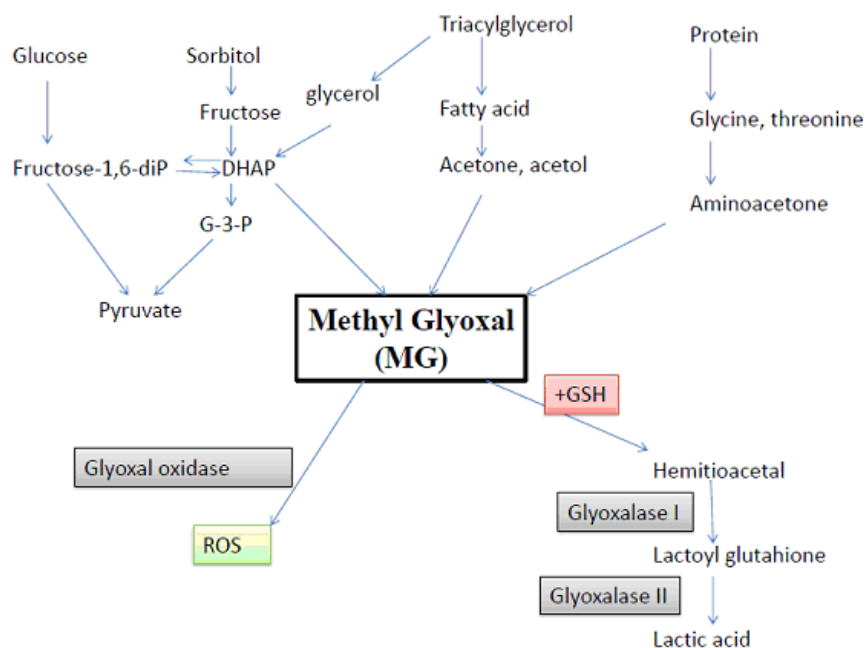 Triacylglycerol
Protein
Glucose
Sorbitol
glycerol
Fructose
Fatty acid
Glycine, threonine
Fructose-1,6-diP
DHAP
Acetone, acetol
Aminoacetone
G-3-P
Pyruvate
Methyl Glyoxal
(MG)
+GSH
Glyoxal oxidase
Hemitioacetal
Glyoxalase I
ROS
Lactoyl glutahione
Glyoxalase II
Lactic acid